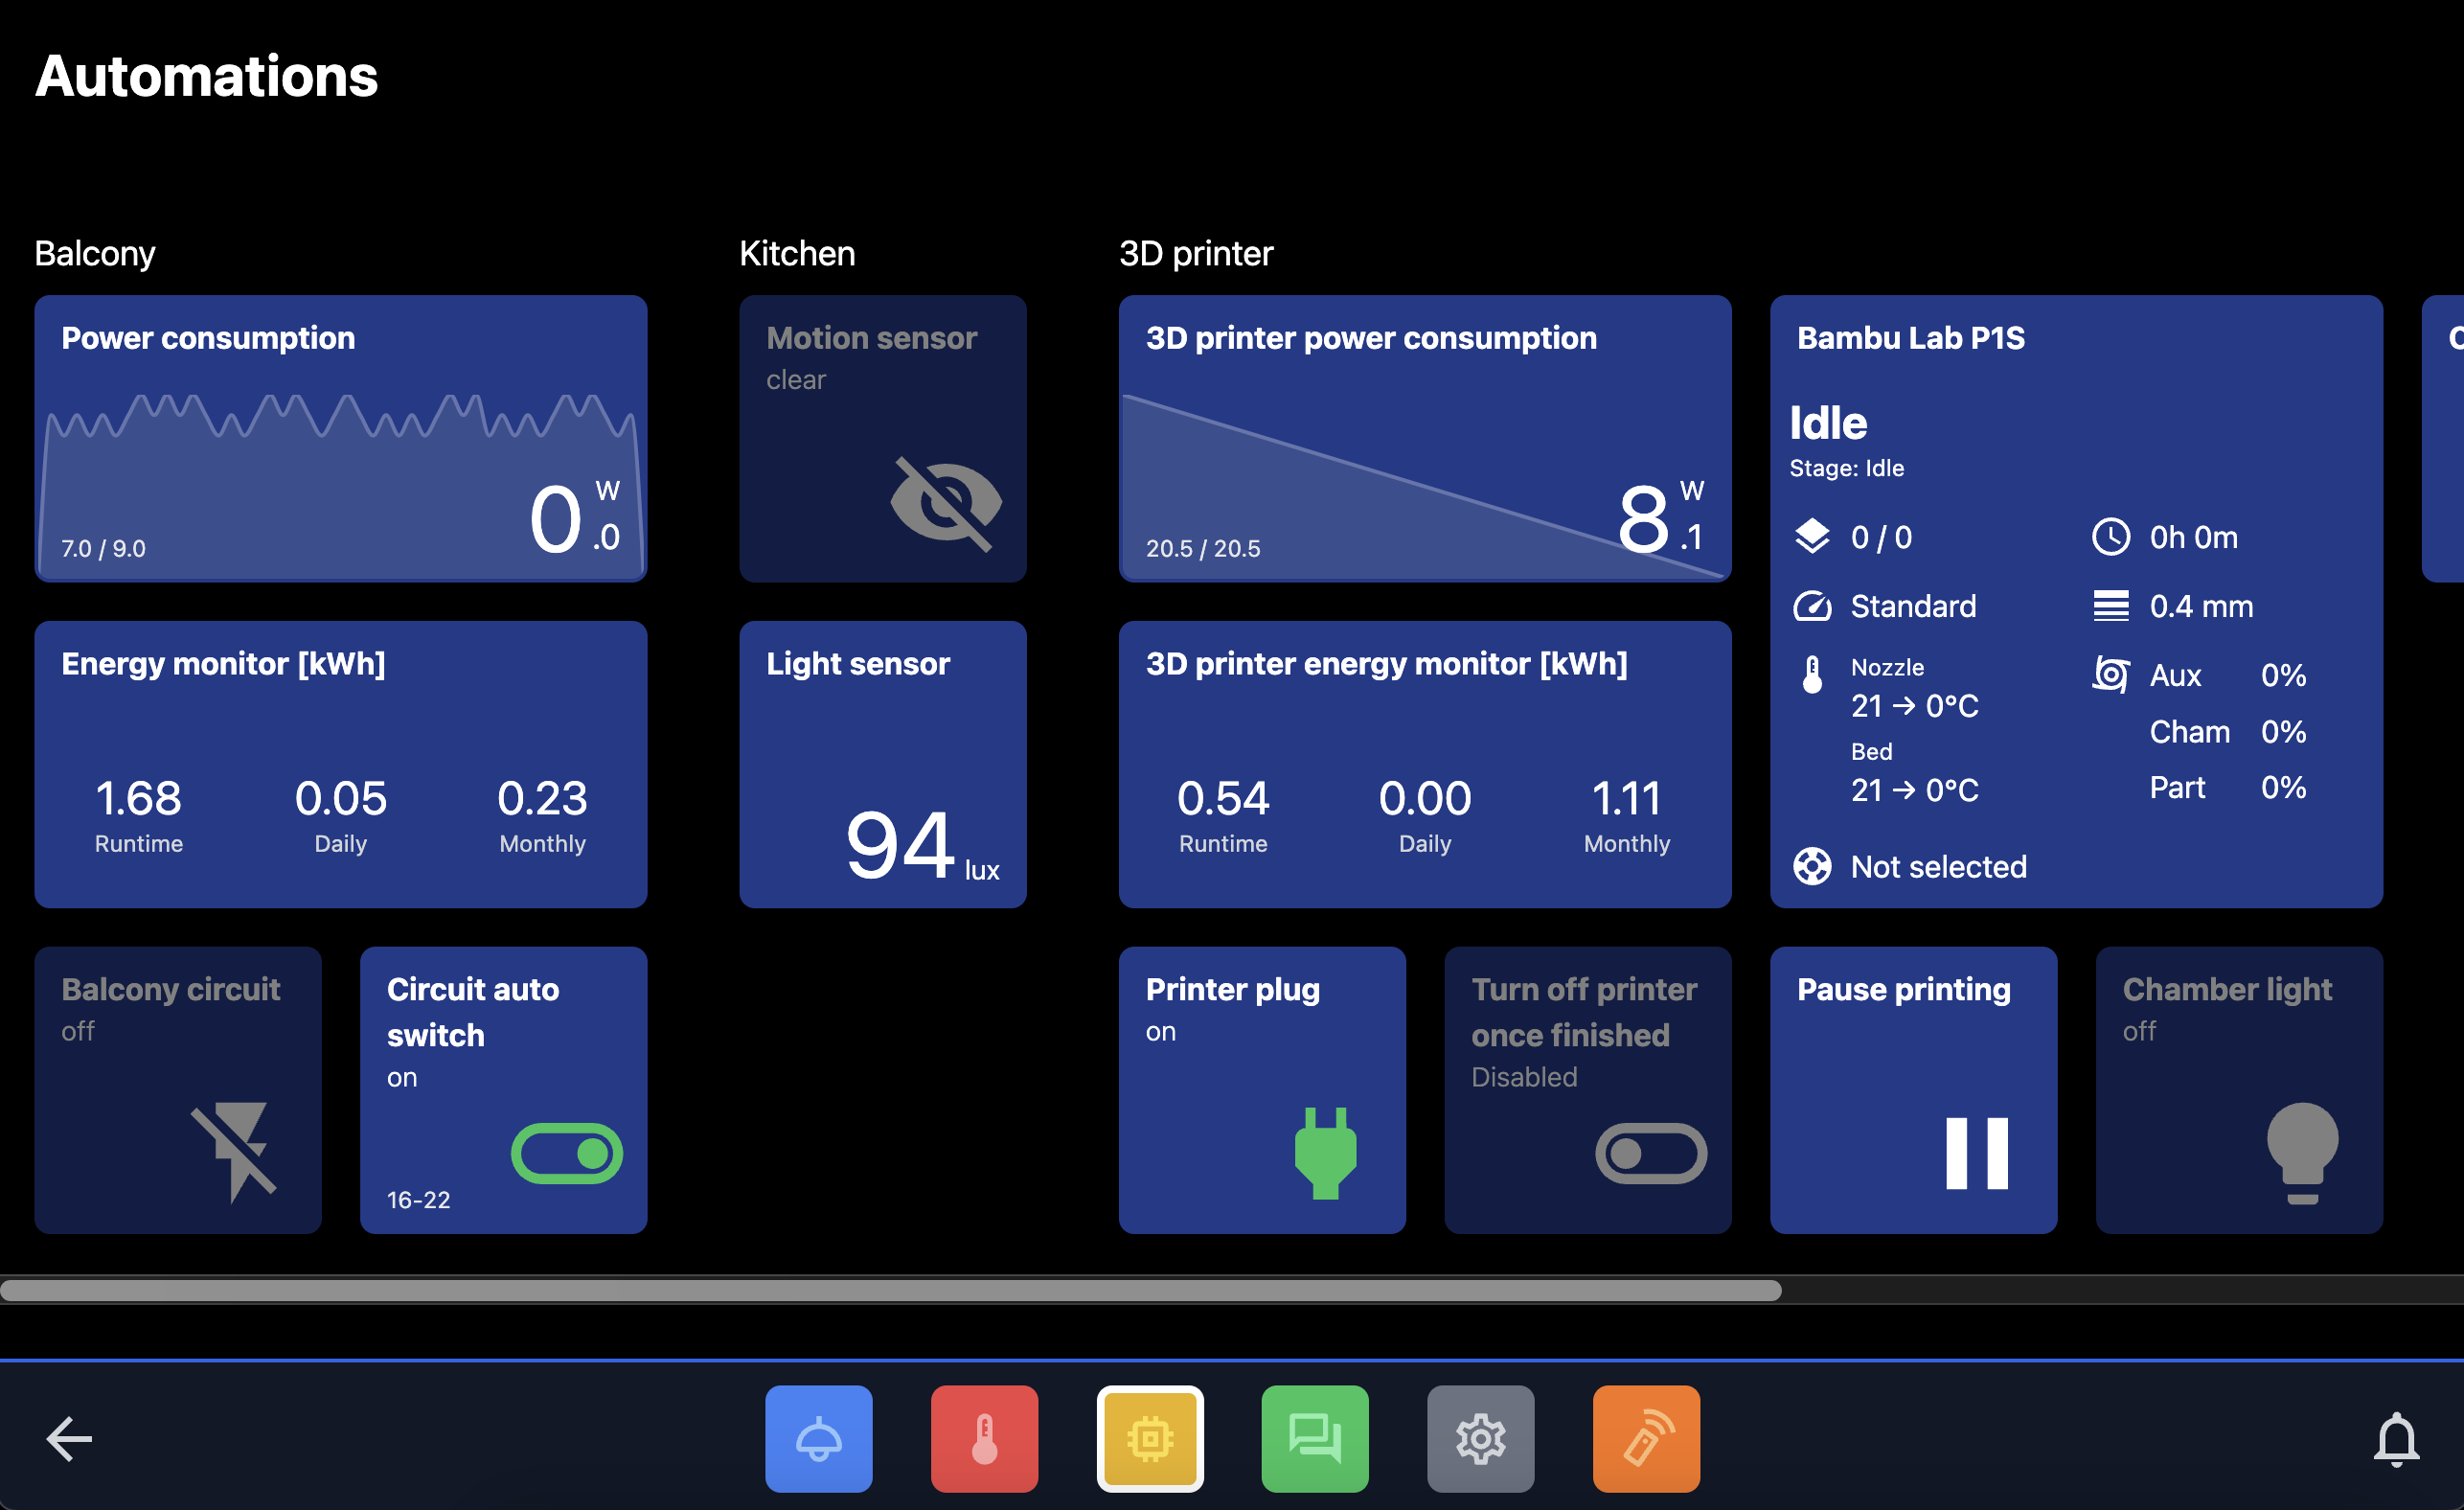 Automations
Balcony
Power consumption
7.0 / 9.0
0.0 W
Energy monitor [kWh]
1.68
0.05
0.23
Runtime
Daily
Monthly
Balcony circuit
off
Circuit auto
switch
on
16-22
Kitchen
Motion sensor
clear
Light sensor
94 lux
3D printer
3D printer power consumption
20.5 / 20.5
8.1 W
3D printer energy monitor [kWh]
0.54
0.00
1.11
Runtime
Daily
Monthly
Printer plug
on
Turn off printer
once finished
Disabled
Bambu Lab P1S
Idle
Stage: Idle
0 / 0
0h 0m
Standard
0.4 mm
Nozzle
21 → 0°C
Bed
21 → 0°C
Aux 0%
Cham 0%
Part 0%
Not selected
Pause printing
Chamber light
off